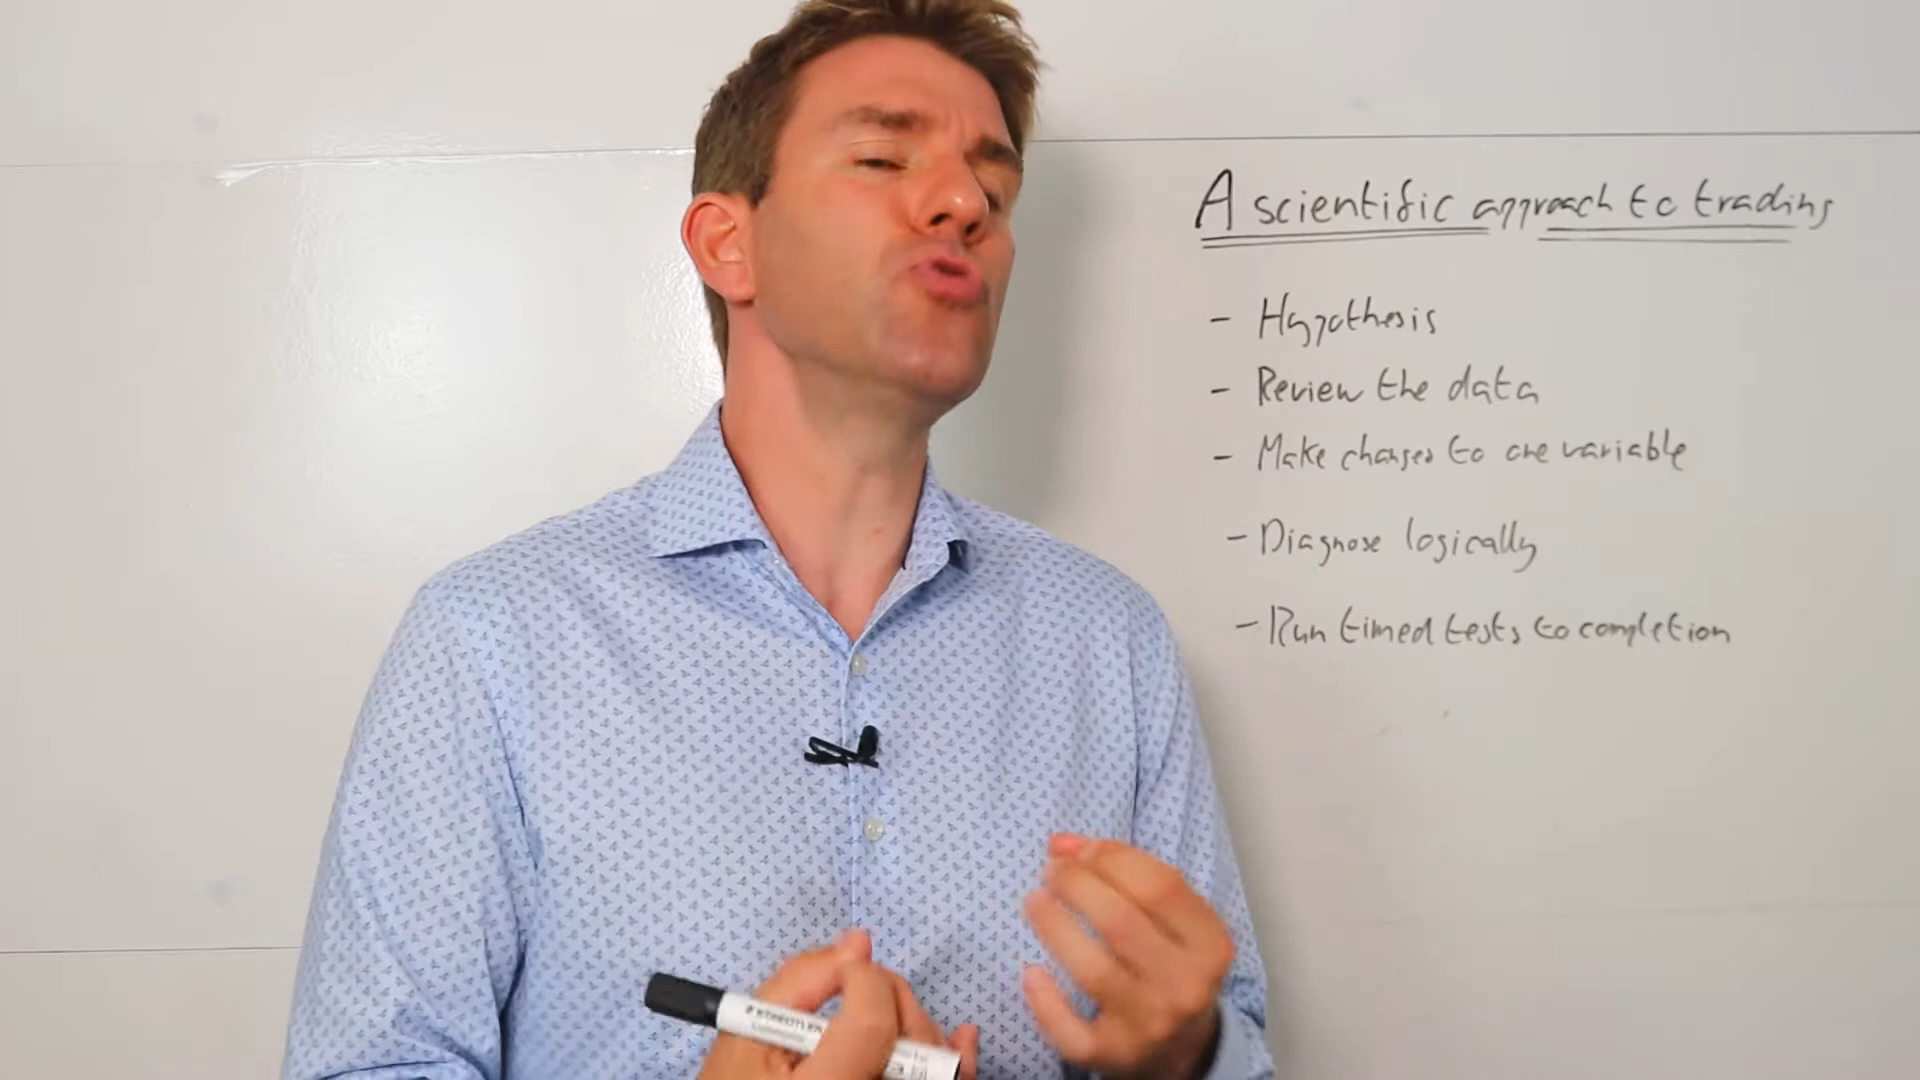 A scientific approach to trading
- Hypothesis
- Review the data
- Make changes to one variable
- Diagnose logically
- Run timed tests to completion
STAEDTLER